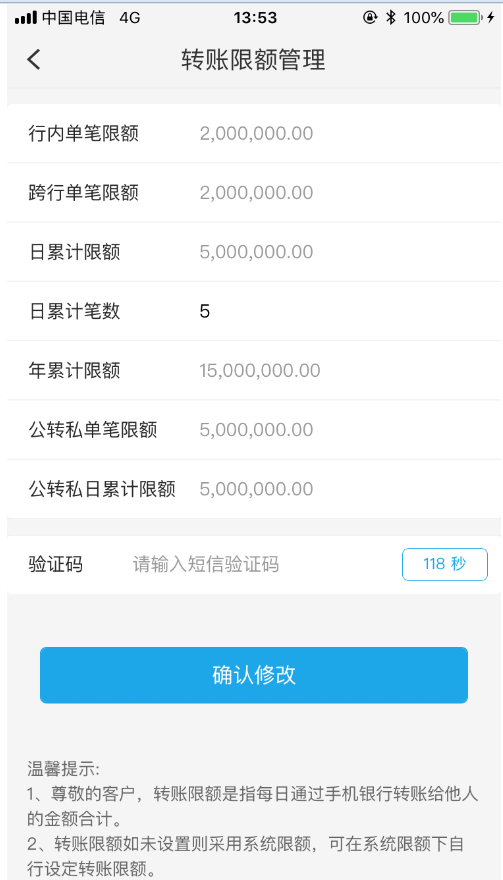 中国电信 4G 13:53 100%
转账限额管理
行内单笔限额 2,000,000.00
跨行单笔限额 2,000,000.00
日累计限额 5,000,000.00
日累计笔数 5
年累计限额 15,000,000.00
公转私单笔限额 5,000,000.00
公转私日累计限额 5,000,000.00
验证码 请输入短信验证码 118 秒
确认修改
温馨提示:
1、尊敬的客户，转账限额是指每日通过手机银行转账给他人
的金额合计。
2、转账限额如未设置则采用系统限额，可在系统限额下自
行设定转账限额。